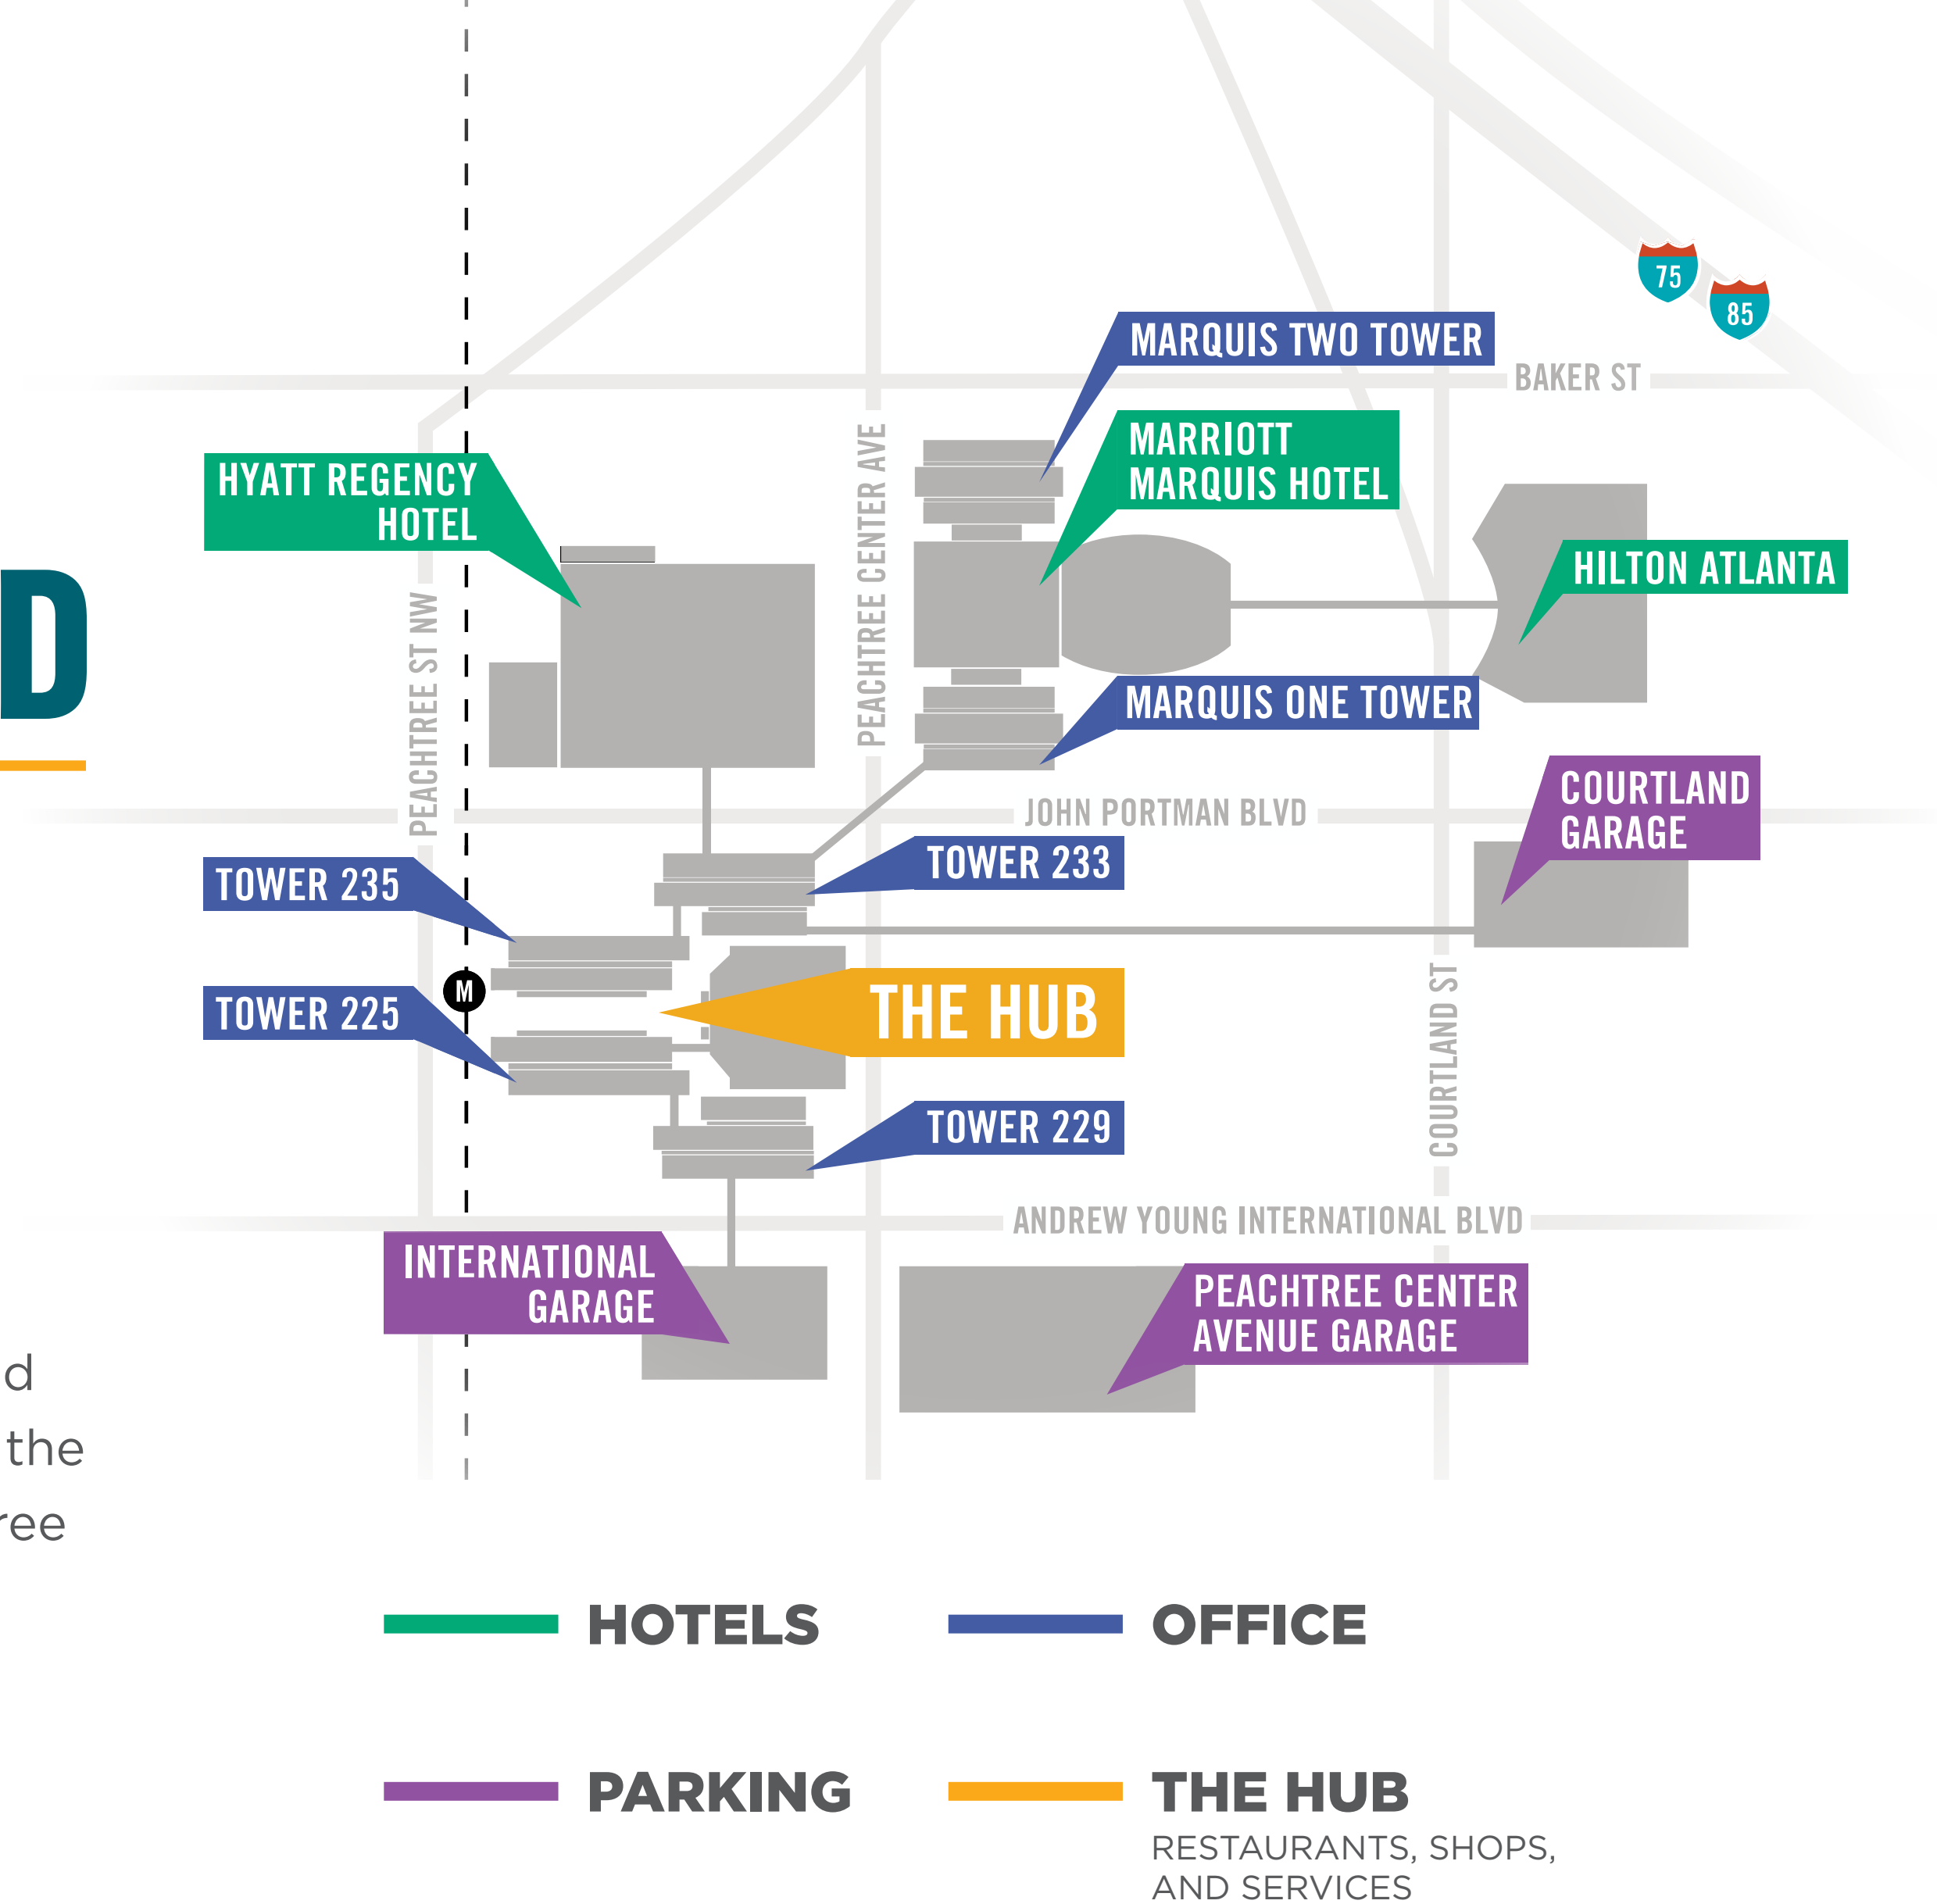 75
85
MARQUIS TWO TOWER
BAKER ST
MARRIOTT
MARQUIS HOTEL
HYATT REGENCY
HOTEL
PEACHTREE CENTER AVE
HILTON ATLANTA
D
PEACHTREE ST NW
MARQUIS ONE TOWER
COURTLAND
GARAGE
JOHN PORTMAN BLVD
TOWER 233
TOWER 235
M
THE HUB
TOWER 225
COURTLAND ST
TOWER 229
ANDREW YOUNG INTERNATIONAL BLVD
INTERNATIONAL
GARAGE
PEACHTREE CENTER
AVENUE GARAGE
d
the
ree
HOTELS
OFFICE
PARKING
THE HUB
RESTAURANTS, SHOPS,
AND SERVICES